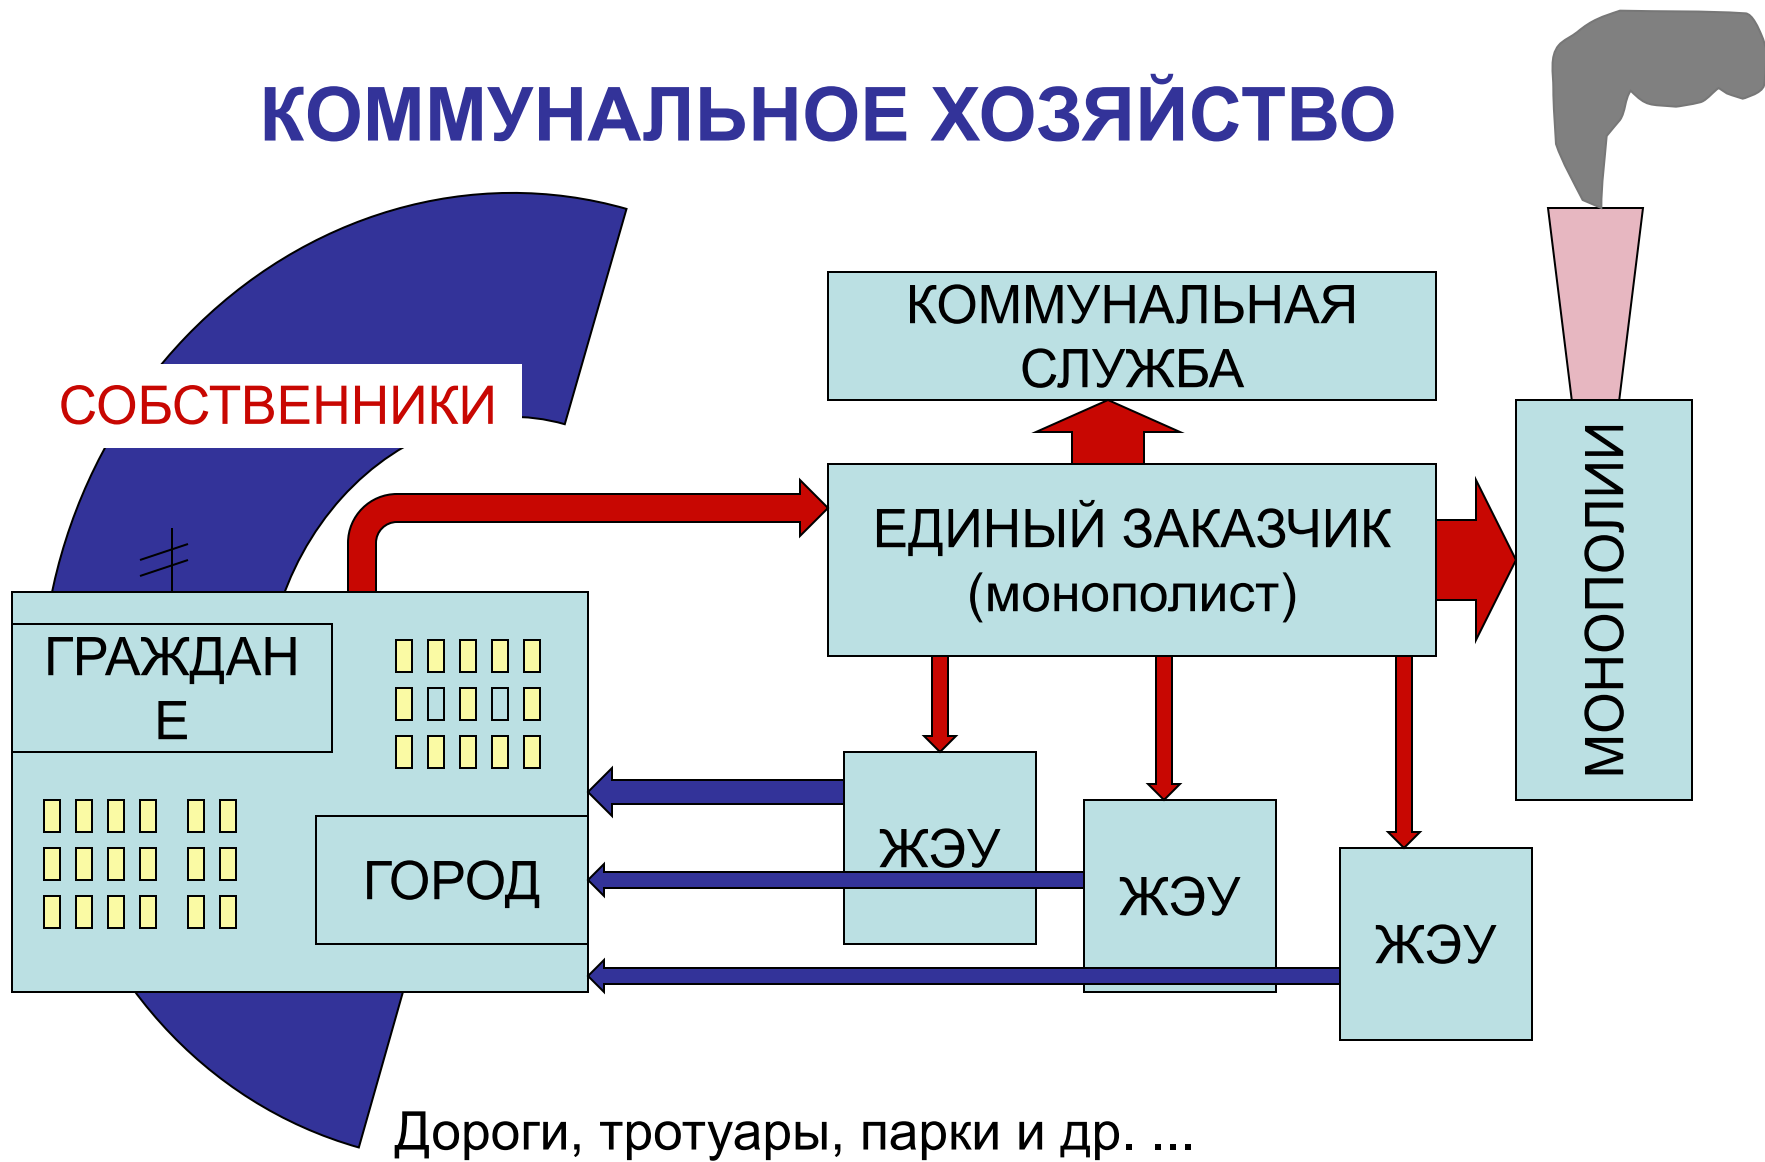 КОММУНАЛЬНОЕ ХОЗЯЙСТВО
КОММУНАЛЬНАЯ
СЛУЖБА
СОБСТВЕННИКИ
ЕДИНЫЙ ЗАКАЗЧИК
(монополист)
МОНОПОЛИИ
ГРАЖДАН
Е
ГОРОД
ЖЭУ
ЖЭУ
ЖЭУ
Дороги, тротуары, парки и др. ...